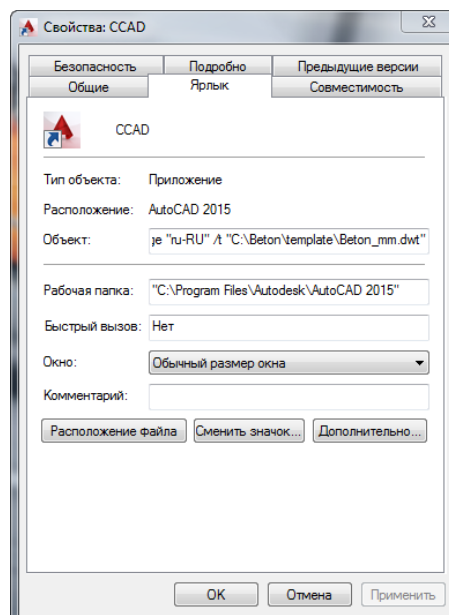 Свойства: CCAD
Безопасность Подробно Предыдущие версии
Общие Ярлык Совместимость
CCAD
Тип объекта: Приложение
Расположение: AutoCAD 2015
Объект: ge "ru-RU" /t "C:\Beton\template\Beton_mm.dwt"
Рабочая папка: "C:\Program Files\Autodesk\AutoCAD 2015"
Быстрый вызов: Нет
Окно: Обычный размер окна
Комментарий:
Расположение файла Сменить значок... Дополнительно...
ОК Отмена Применить